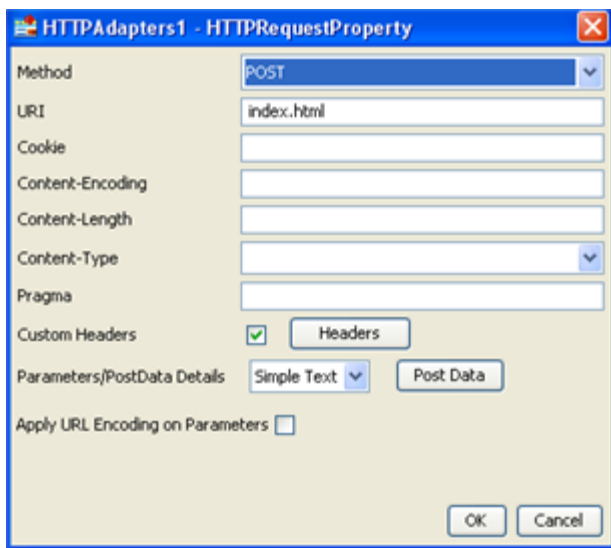 HTTPAdapters1 - HTTPRequestProperty
Method POST
URI index.html
Cookie
Content-Encoding
Content-Length
Content-Type
Pragma
Custom Headers Headers
Parameters/PostData Details Simple Text Post Data
Apply URL Encoding on Parameters
OK Cancel